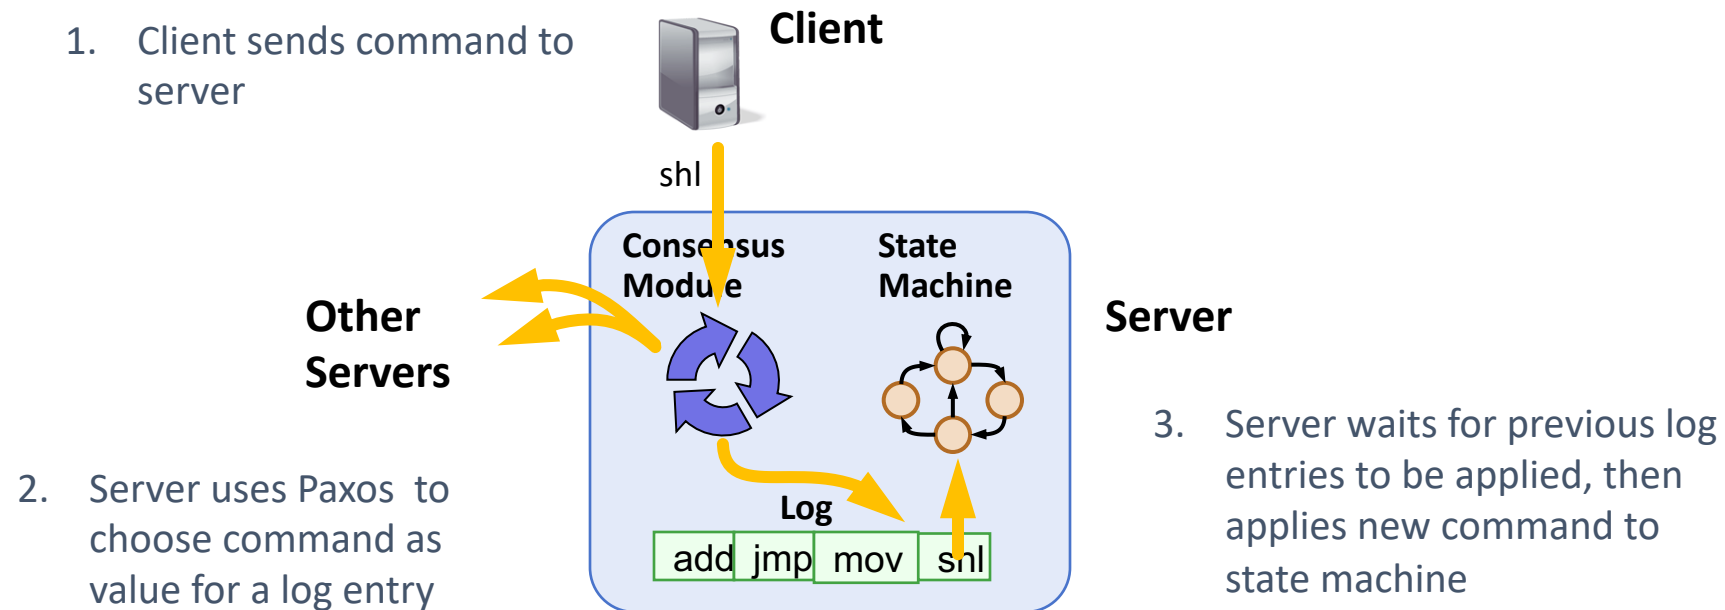 1. Client sends command to
server
Client
shl
Consensus
Module
State
Machine
Other
Servers
Server
2. Server uses Paxos to
choose command as
value for a log entry
Log
add jmp mov shl
3. Server waits for previous log
entries to be applied, then
applies new command to
state machine